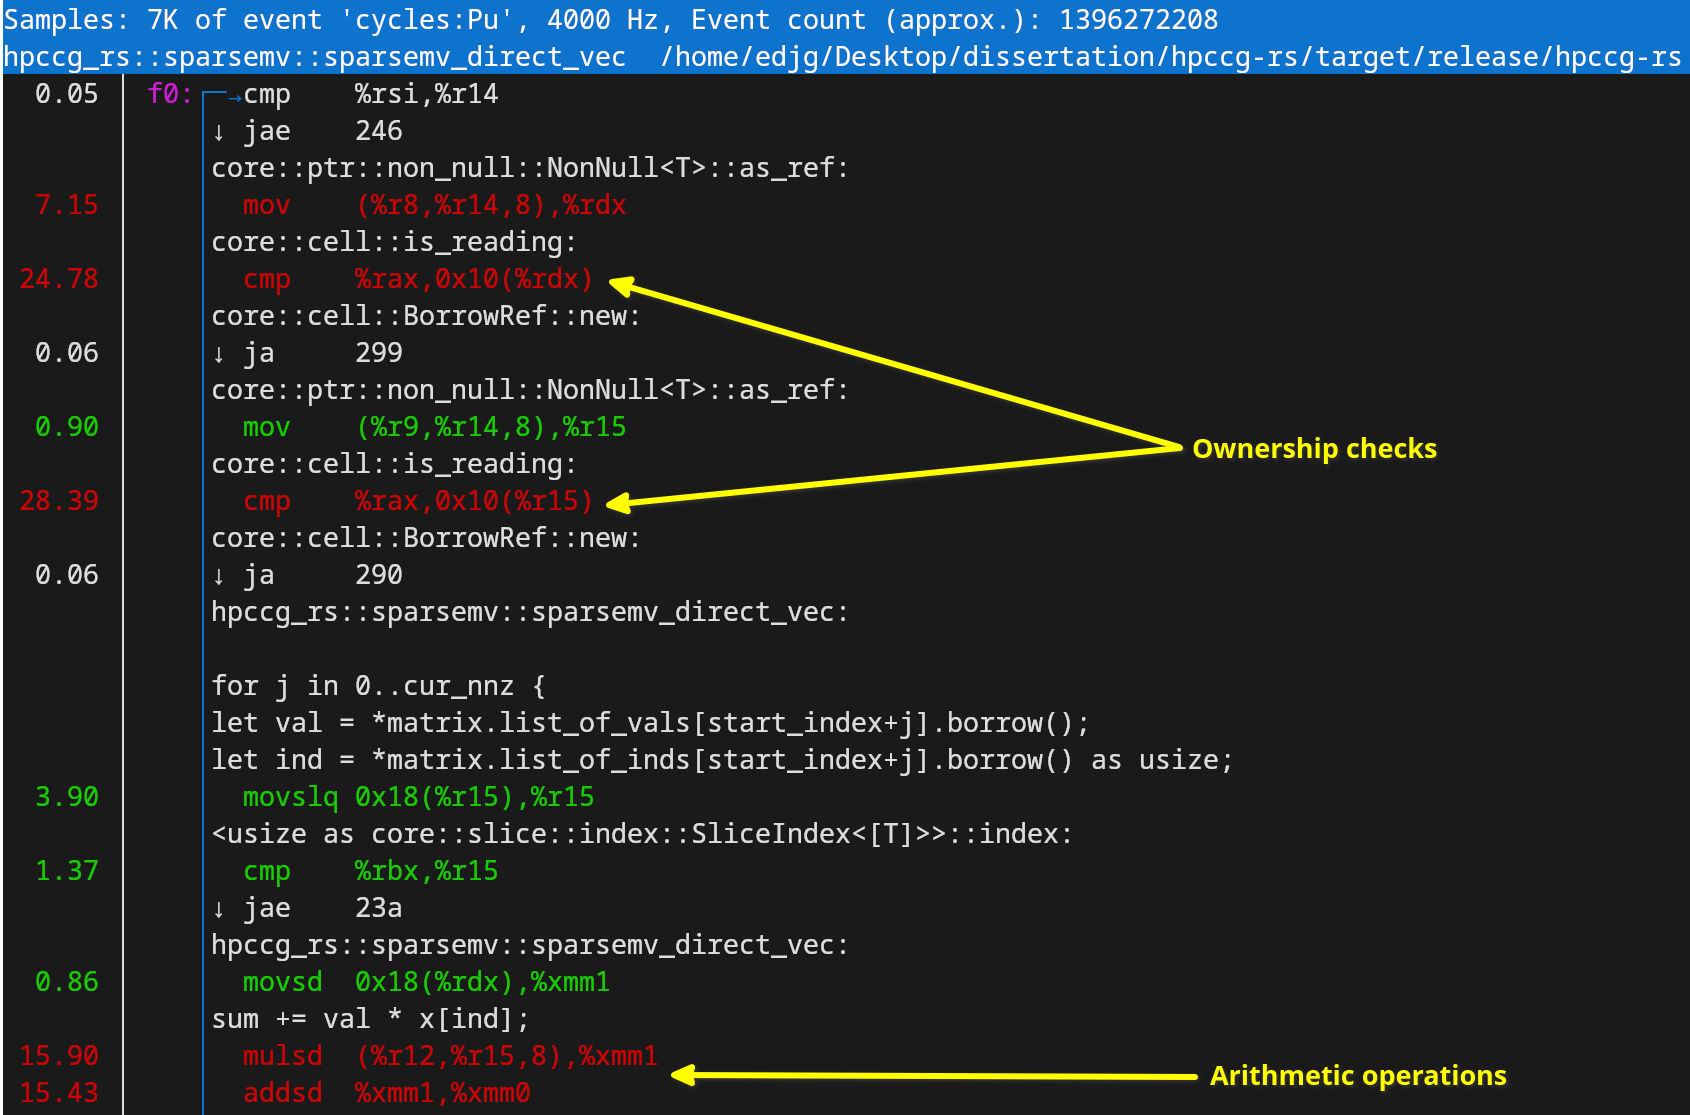 Samples: 7K of event 'cycles:Pu', 4000 Hz, Event count (approx.): 1396272208
hpccg_rs::sparsemv::sparsemv_direct_vec  /home/edjg/Desktop/dissertation/hpccg-rs/target/release/hpccg-rs
0.05 f0: → cmp %rsi,%r14
↓ jae 246
core::ptr::non_null::NonNull<T>::as_ref:
7.15 mov (%r8,%r14,8),%rdx
core::cell::is_reading:
24.78 cmp %rax,0x10(%rdx)
core::cell::BorrowRef::new:
0.06 ↓ ja 299
core::ptr::non_null::NonNull<T>::as_ref:
0.90 mov (%r9,%r14,8),%r15
Ownership checks
core::cell::is_reading:
28.39 cmp %rax,0x10(%r15)
core::cell::BorrowRef::new:
0.06 ↓ ja 290
hpccg_rs::sparsemv::sparsemv_direct_vec:
for j in 0..cur_nnz {
let val = *matrix.list_of_vals[start_index+j].borrow();
let ind = *matrix.list_of_inds[start_index+j].borrow() as usize;
3.90 movslq 0x18(%r15),%r15
<usize as core::slice::index::SliceIndex<[T]>>::index:
1.37 cmp %rbx,%r15
↓ jae 23a
hpccg_rs::sparsemv::sparsemv_direct_vec:
0.86 movsd 0x18(%rdx),%xmm1
sum += val * x[ind];
15.90 mulsd (%r12,%r15,8),%xmm1
Arithmetic operations
15.43 addsd %xmm1,%xmm0